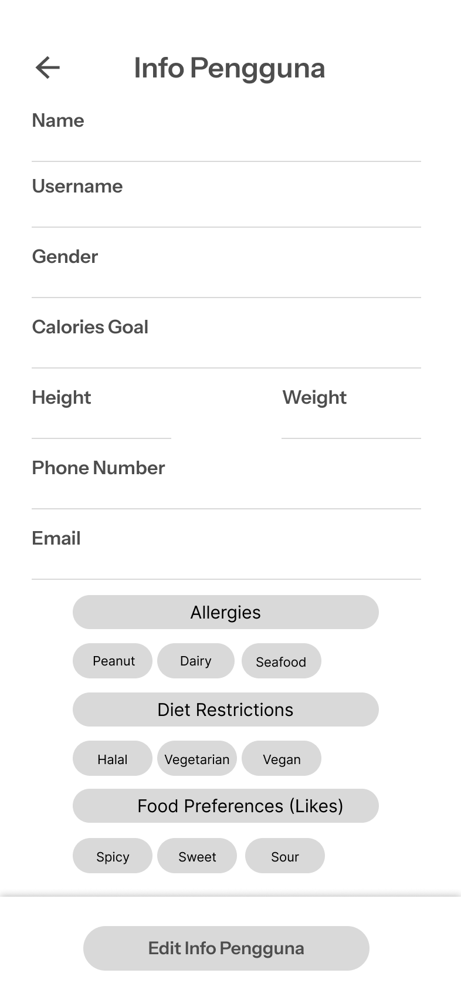 Info Pengguna
Name
Username
Gender
Calories Goal
Height Weight
Phone Number
Email
Allergies
Peanut Dairy Seafood
Diet Restrictions
Halal Vegetarian Vegan
Food Preferences (Likes)
Spicy Sweet Sour
Edit Info Pengguna